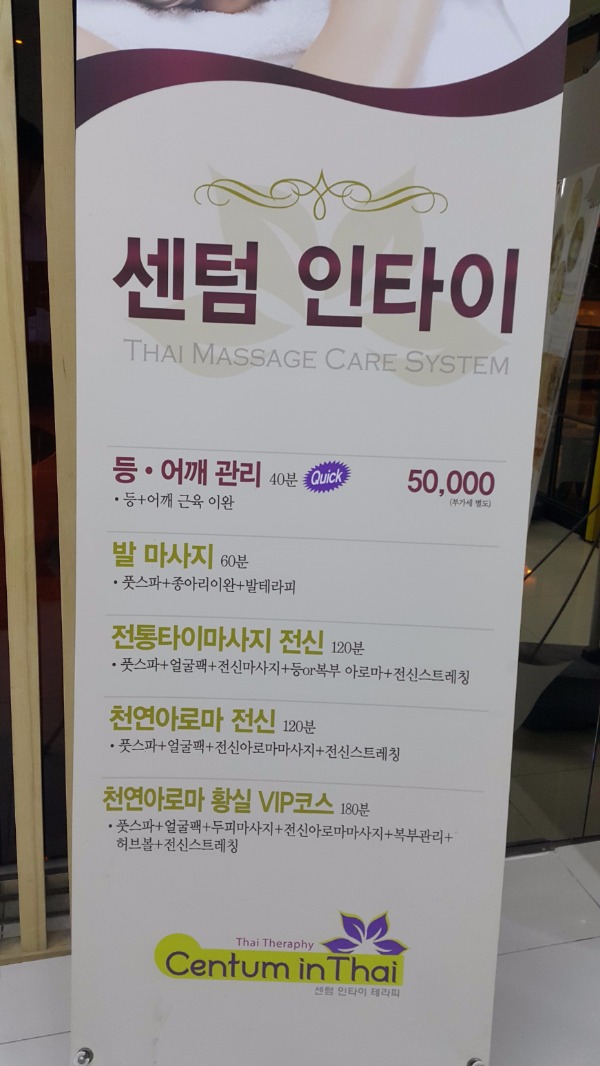 센텀 인타이
THAI MASSAGE CARE SYSTEM
등·어깨 관리 40분 Quick 50,000
(부가세 별도)
·등+어깨 근육 이완
발 마사지 60분
·풋스파+종아리이완+발테라피
전통타이마사지 전신 120분
·풋스파+얼굴팩+전신마사지+등or복부 아로마+전신스트레칭
천연아로마 전신 120분
·풋스파+얼굴팩+전신아로마마사지+전신스트레칭
천연아로마 황실 VIP코스 180분
·풋스파+얼굴팩+두피마사지+전신아로마마사지+복부관리+
허브볼+전신스트레칭
Thai Theraphy
Centum in Thai
센텀 인타이 테라피